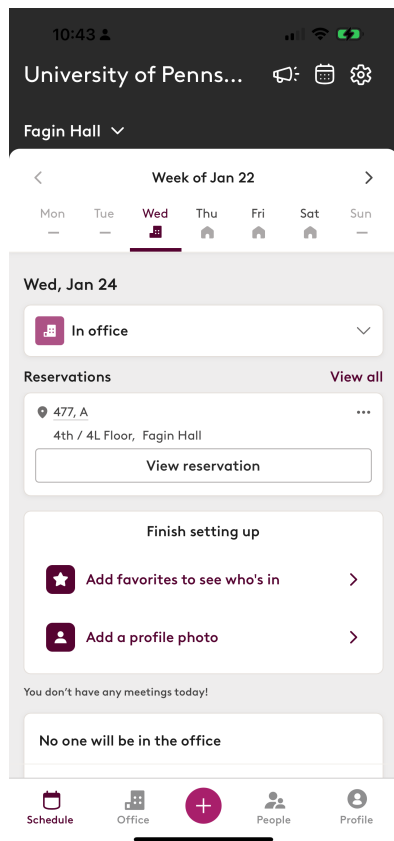 10:43
University of Penns...
Fagin Hall
Week of Jan 22
Mon Tue Wed Thu Fri Sat Sun
Wed, Jan 24
In office
Reservations View all
477, A
4th / 4L Floor, Fagin Hall
View reservation
Finish setting up
Add favorites to see who's in
Add a profile photo
You don't have any meetings today!
No one will be in the office
Schedule Office People Profile